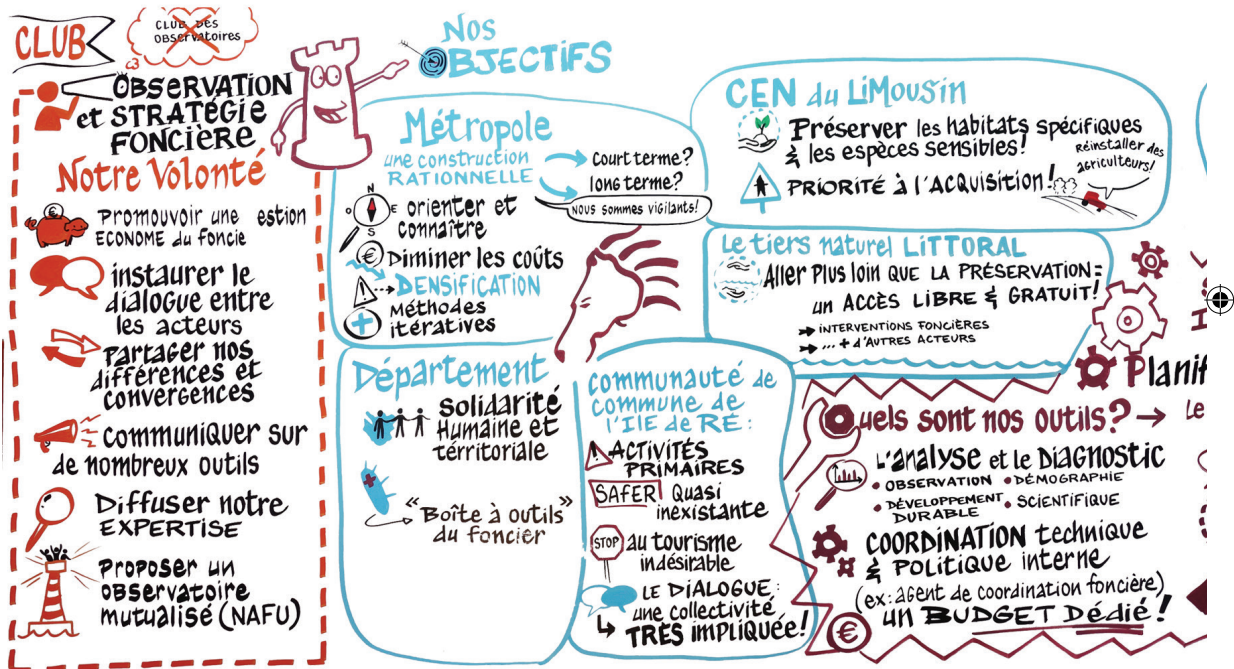 CLUB
CLUB DES
OBSERVATOIRES
OBSERVATION
et STRATÉGIE
FONCIÈRE
Notre Volonté
PROMOUVOIR UNE estion
ECONOME du foncie
instaurer le
dialogue entre
les acteurs
PARTAGER nos
différences et
convergences
COMMUNIQUER SUR
de nombreux outils
Diffuser notre
EXPERTISE
PROPOSER un
OBSERVATOIRE
mutualisé (NAFU)
Nos
OBJECTIFS
Métropole
une construction
RATIONNELLE
Court terme?
long terme?
NOUS SOMMES VIGILANTS!
N
O
E
S
orienter et
connaître
€
Diminer les coûts
DENSIFICATION
Méthodes
itératives
Département
Solidarité
Humaine et
térritoriale
"Boîte à outils"
du foncier
CEN du LIMOUSIN
Préserver les habitats spécifiques
& les espèces sensibles!
Réinstaller des
agriculteurs!
PRIORITÉ à l'ACQUISITION!
Le tiers naturel LITTORAL
Aller Plus loin QUE LA PRÉSERVATION=
un ACCÈS LIBRE & GRATUIT!
INTERVENTIONS FONCIÈRES
... + d'AUTRES ACTEURS
communauté de
commune de
l'ILE de RÉ:
ACTIVITÉS
PRIMAIRES
SAFER Quasi
inexistante
STOP au tourisme
indésirable
LE DIALOGUE:
une collectivité
TRÈS IMPLIQUÉE!
Planif
Quels sont nos outils? → Le
L'analyse et le DIAGNOSTIC
• OBSERVATION • DÉMOGRAPHIE
• DÉVELOPPEMENT DURABLE • SCIENTIFIQUE
COORDINATION technique
& POLITIQUE interne
(ex: agent de coordination foncière)
€ un BUDGET Dédié!